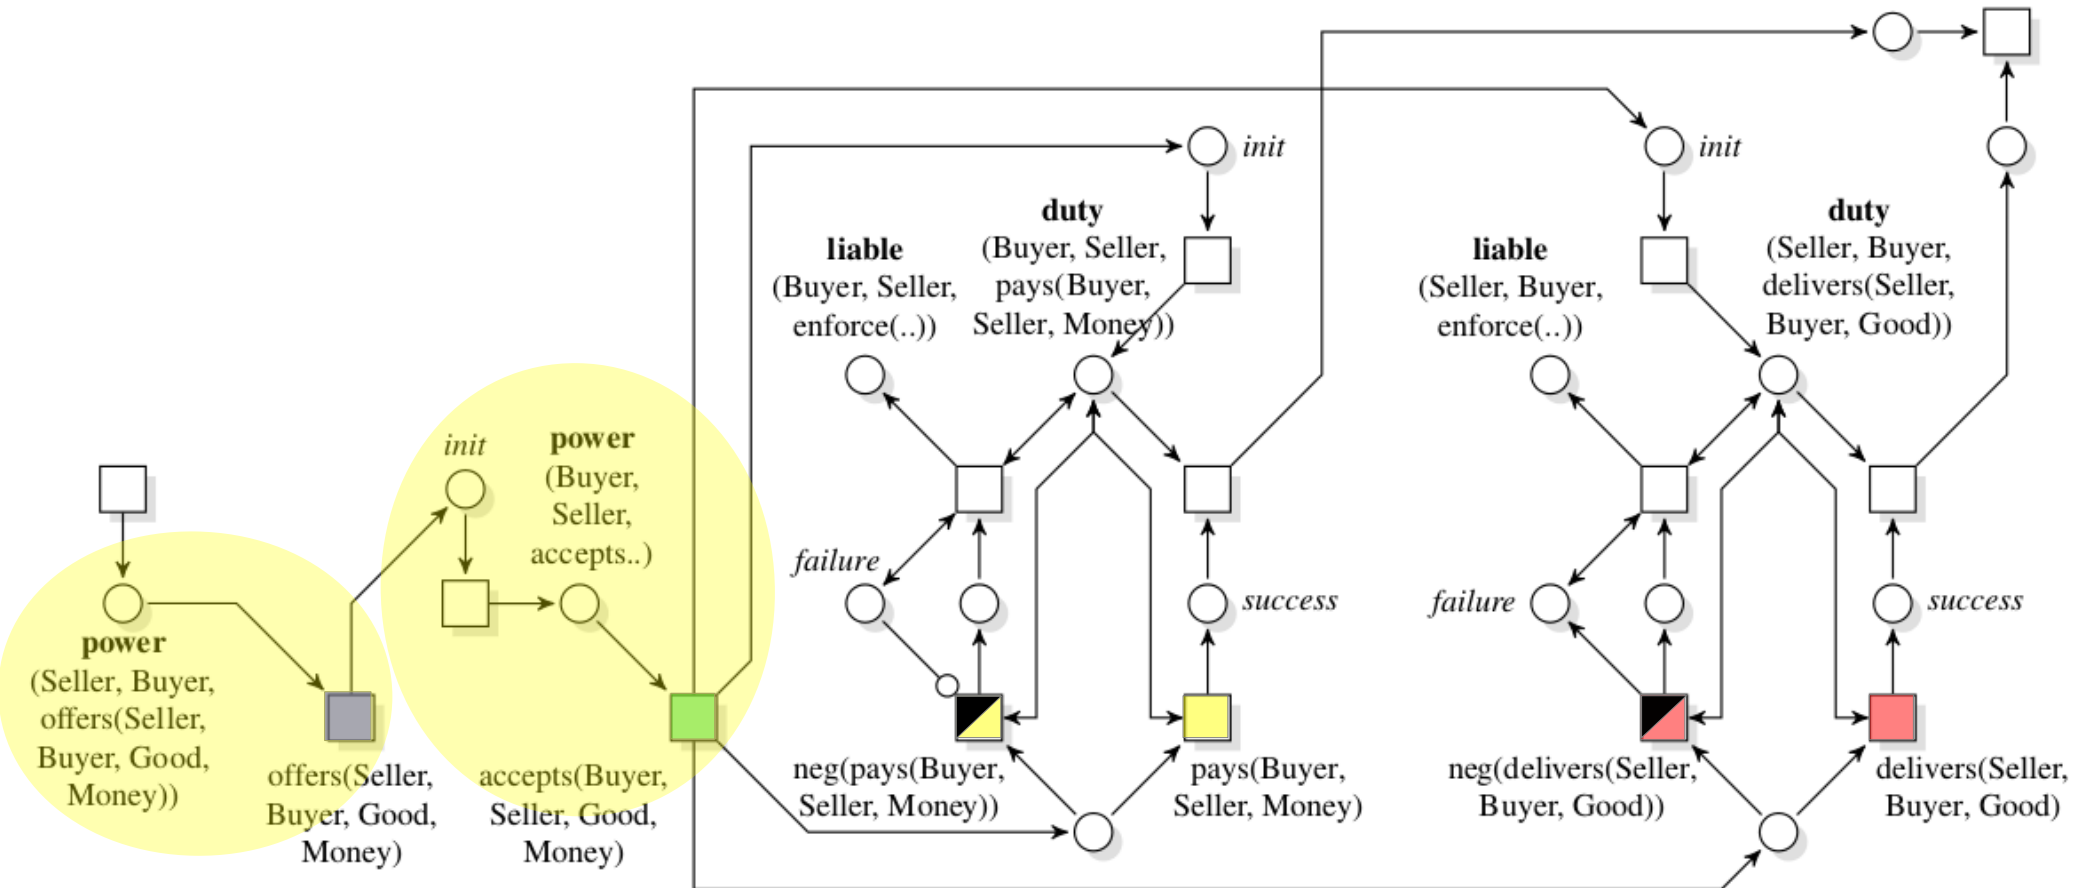 init
init
duty
(Buyer, Seller,
pays(Buyer,
Seller, Money))
duty
(Seller, Buyer,
delivers(Seller,
Buyer, Good))
liable
(Buyer, Seller,
enforce(..))
liable
(Seller, Buyer,
enforce(..))
init
power
(Buyer,
Seller,
accepts..)
failure
success
failure
success
power
(Seller, Buyer,
offers(Seller,
Buyer, Good,
Money))
offers(Seller,
Buyer, Good,
Money)
accepts(Buyer,
Seller, Good,
Money)
neg(pays(Buyer,
Seller, Money))
pays(Buyer,
Seller, Money)
neg(delivers(Seller,
Buyer, Good))
delivers(Seller,
Buyer, Good)